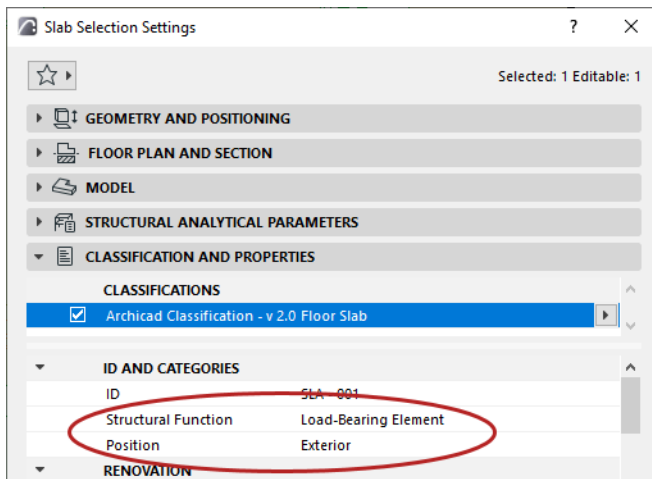 Slab Selection Settings ? ×
Selected: 1 Editable: 1
GEOMETRY AND POSITIONING
FLOOR PLAN AND SECTION
MODEL
STRUCTURAL ANALYTICAL PARAMETERS
CLASSIFICATION AND PROPERTIES
CLASSIFICATIONS
Archicad Classification - v 2.0 Floor Slab
ID AND CATEGORIES
ID SLA - 001
Structural Function Load-Bearing Element
Position Exterior
RENOVATION